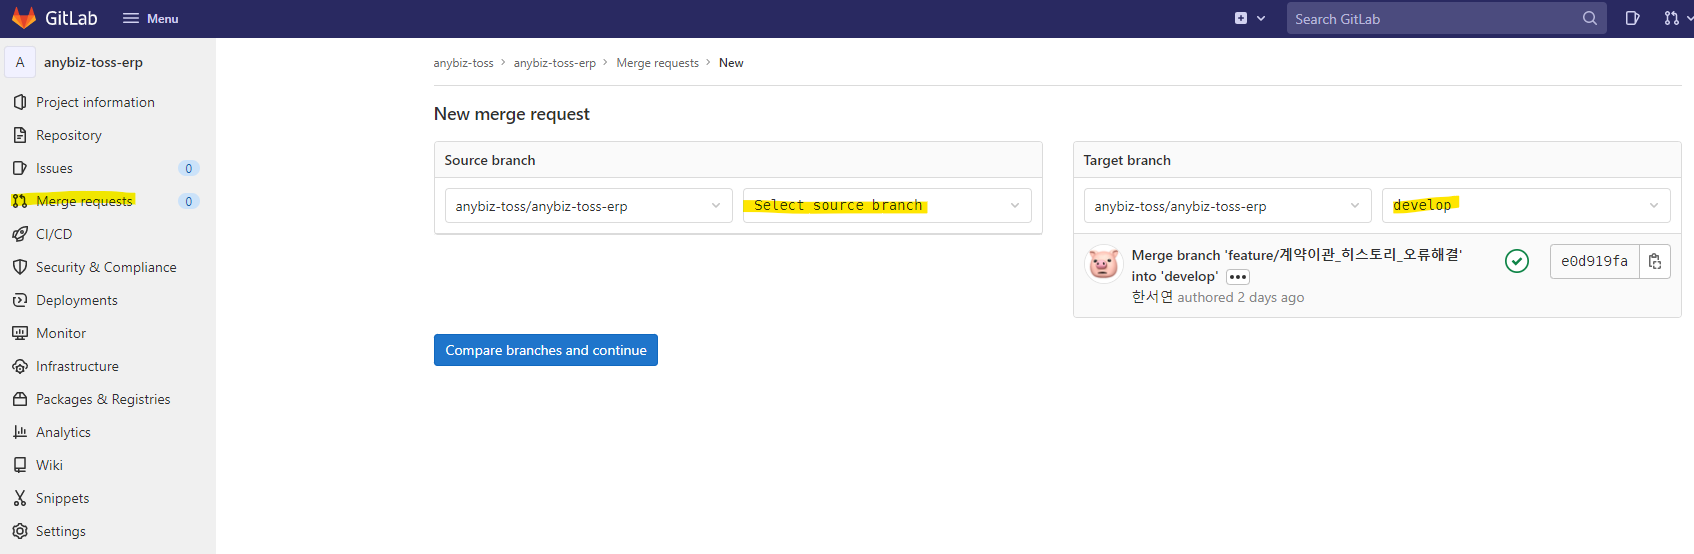 GitLab
Menu
Search GitLab
A
anybiz-toss-erp
Project information
Repository
Issues
0
Merge requests
0
CI/CD
Security & Compliance
Deployments
Monitor
Infrastructure
Packages & Registries
Analytics
Wiki
Snippets
Settings
anybiz-toss > anybiz-toss-erp > Merge requests > New
New merge request
Source branch
anybiz-toss/anybiz-toss-erp
Select source branch
Target branch
anybiz-toss/anybiz-toss-erp
develop
Merge branch 'feature/계약이관_히스토리_오류해결'
into 'develop' •••
한서연 authored 2 days ago
e0d919fa
Compare branches and continue